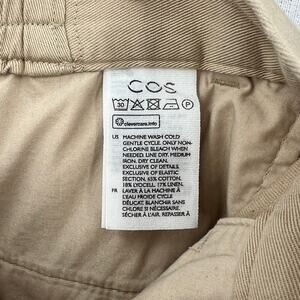 COS
30 P
clevercare.info
US MACHINE WASH COLD
GENTLE CYCLE. ONLY NON-
CHLORINE BLEACH WHEN
NEEDED. LINE DRY. MEDIUM
IRON. DRY CLEAN.
EXCLUSIVE OF DETAILS.
EXCLUSIVE OF ELASTIC
SECTION. 65% COTTON.
18% LYOCELL. 17% LINEN.
FR LAVER À LA MACHINE À
L'EAU FROIDE CYCLE
DÉLICAT. BLANCHIR SANS
CHLORE SI NÉCESSAIRE.
SÉCHER À L'AIR. REPASSER À